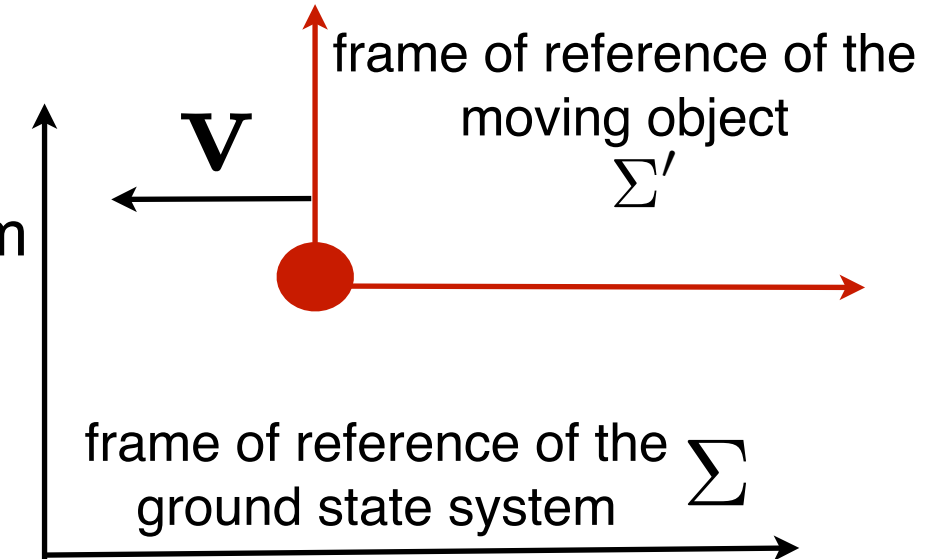 frame of reference of the
moving object
Σ′
v
m
frame of reference of the Σ
ground state system